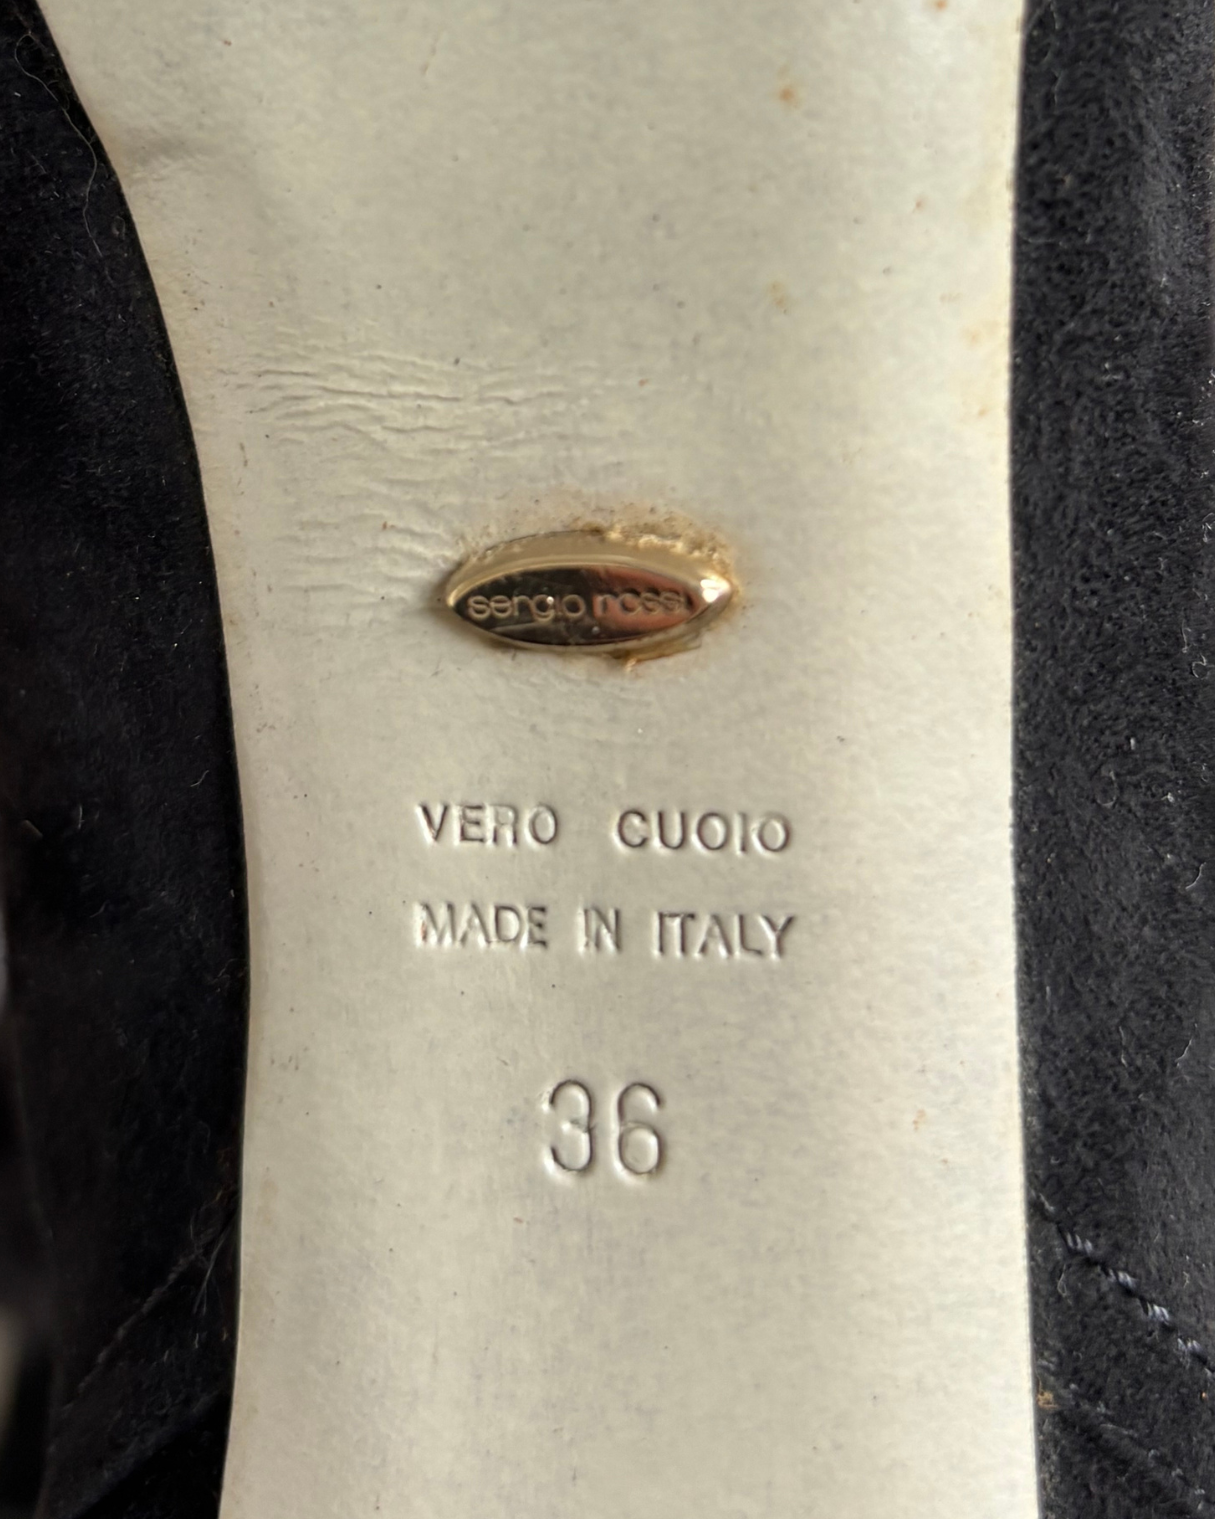 sergio rossi
VERO CUOIO
MADE IN ITALY
36